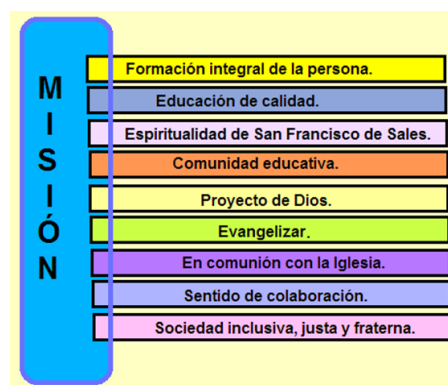 MISIÓN
Formación integral de la persona.
Educación de calidad.
Espiritualidad de San Francisco de Sales.
Comunidad educativa.
Proyecto de Dios.
Evangelizar.
En comunión con la Iglesia.
Sentido de colaboración.
Sociedad inclusiva, justa y fraterna.